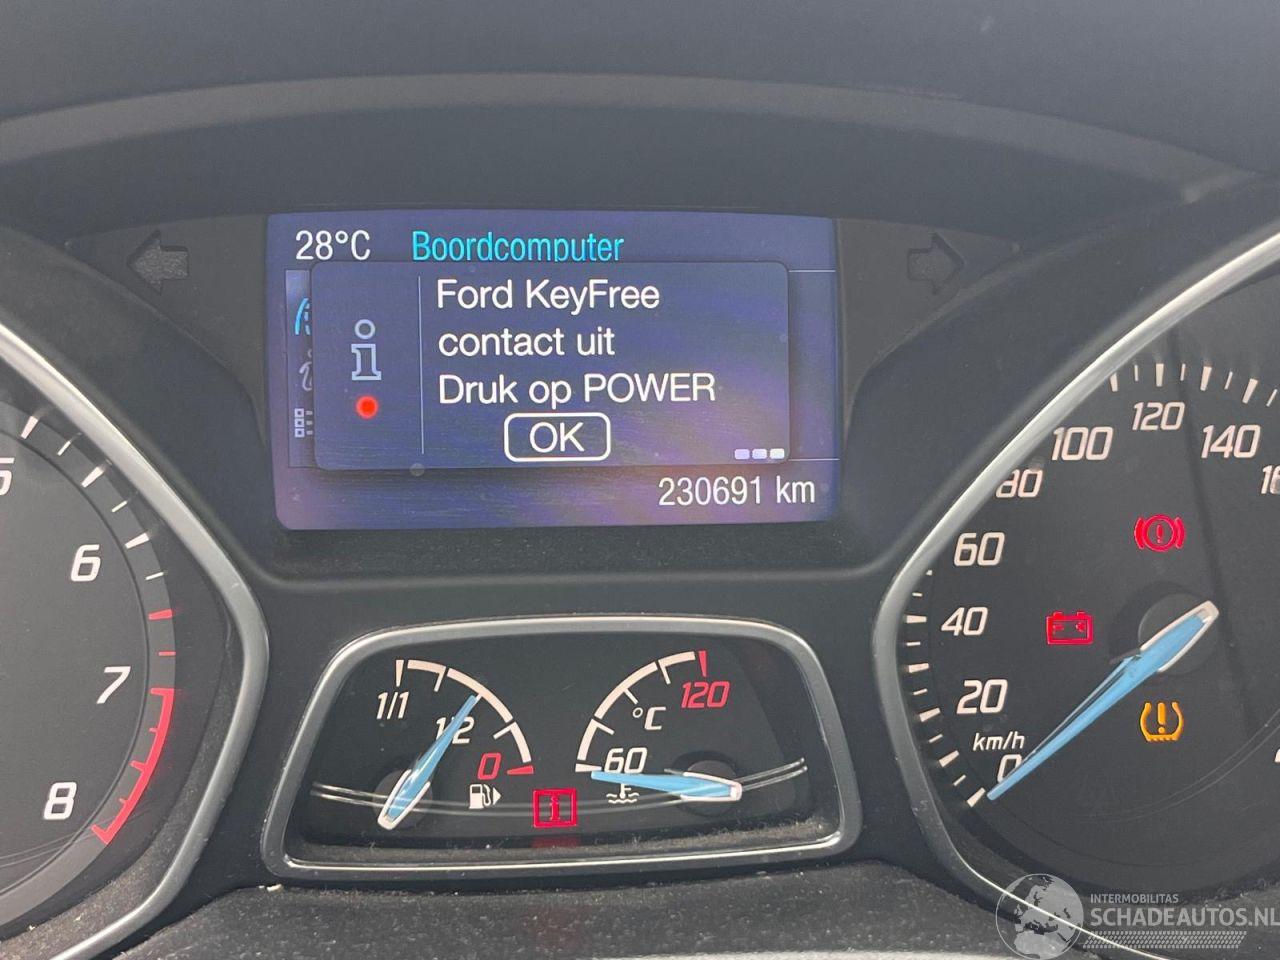 28°C Boordcomputer
Ford KeyFree
contact uit
Druk op POWER
OK
230691 km
5
6
7
8
1/1
1/2
0
60
°C
120
0
20
40
60
80
100
120
140
km/h
INTERMOBILITAS
SCHADEAUTOS.NL